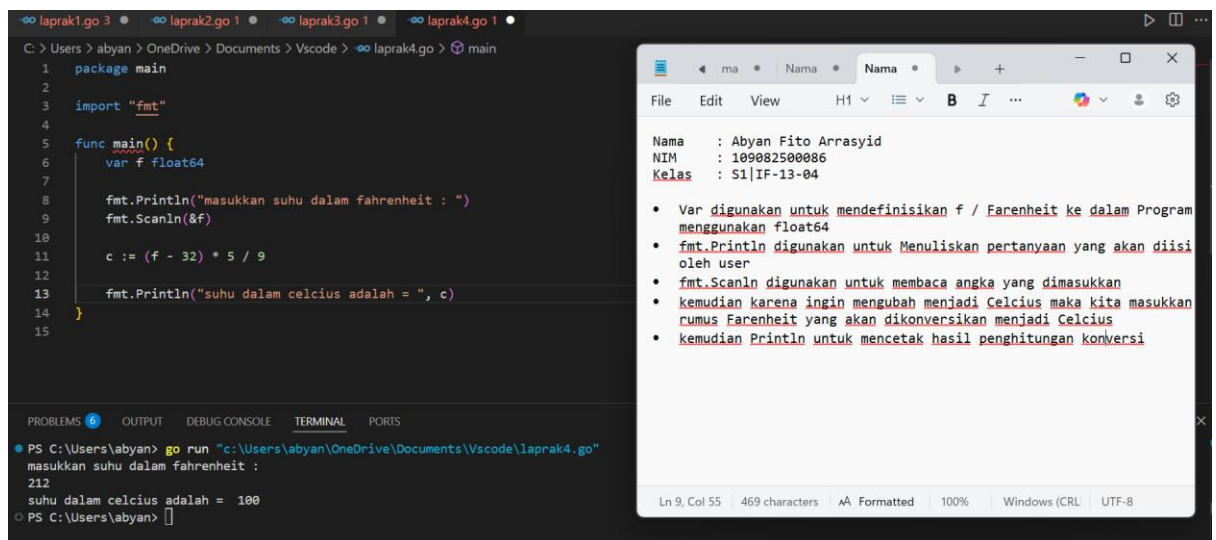 laprak1.go 3 laprak2.go 1 laprak3.go 1 laprak4.go 1
C: > Users > abyan > OneDrive > Documents > Vscode > laprak4.go > main
1 package main
2
3 import "fmt"
4
5 func main() {
6 var f float64
7
8 fmt.Println("masukkan suhu dalam fahrenheit : ")
9 fmt.Scanln(&f)
10
11 c := (f - 32) * 5 / 9
12
13 fmt.Println("suhu dalam celcius adalah = ", c)
14 }
15
PROBLEMS 6 OUTPUT DEBUG CONSOLE TERMINAL PORTS
PS C:\Users\abyan> go run "c:\Users\abyan\OneDrive\Documents\Vscode\laprak4.go"
masukkan suhu dalam fahrenheit :
212
suhu dalam celcius adalah = 100
PS C:\Users\abyan>
ma Nama Nama +
File Edit View H1 B I ...
Nama : Abyan Fito Arrasyid
NIM : 109082500086
Kelas : S1|IF-13-04
• Var digunakan untuk mendefinisikan f / Farenheit ke dalam Program
menggunakan float64
• fmt.Println digunakan untuk Menuliskan pertanyaan yang akan diisi
oleh user
• fmt.Scanln digunakan untuk membaca angka yang dimasukkan
• kemudian karena ingin mengubah menjadi Celcius maka kita masukkan
rumus Farenheit yang akan dikonversikan menjadi Celcius
• kemudian Println untuk mencetak hasil penghitungan konversi
Ln 9, Col 55 469 characters AA Formatted 100% Windows (CRL UTF-8